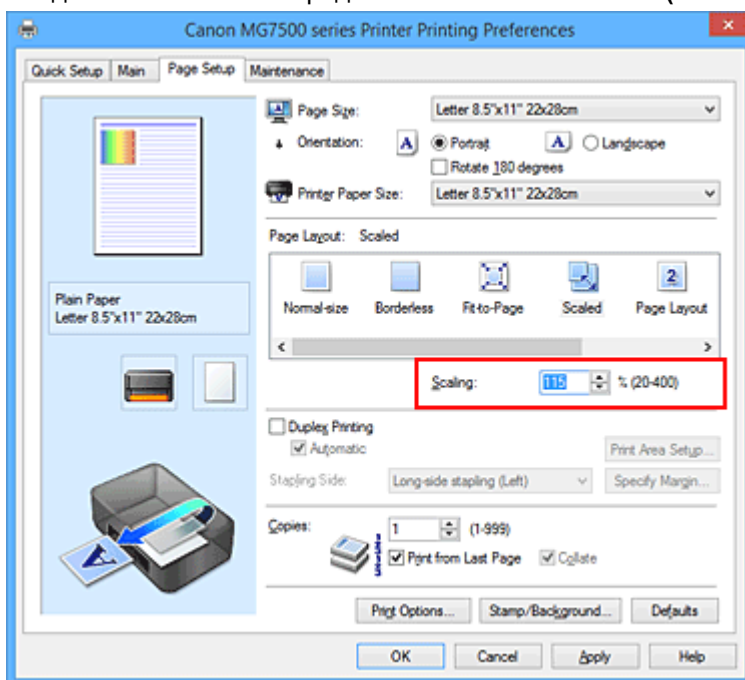 Canon MG7500 series Printer Printing Preferences
Quick Setup Main Page Setup Maintenance
Page Size: Letter 8.5"x11" 22x28cm
Orientation: A Portrait A Landscape
Rotate 180 degrees
Printer Paper Size: Letter 8.5"x11" 22x28cm
Page Layout: Scaled
Normal-size Borderless Fit-to-Page Scaled Page Layout
Plain Paper
Letter 8.5"x11" 22x28cm
Scaling: 115 % (20-400)
Duplex Printing
Automatic
Print Area Setup...
Stapling Side: Long-side stapling (Left) Specify Margin...
Copies: 1 (1-999)
Print from Last Page Collate
Print Options... Stamp/Background... Defaults
OK Cancel Apply Help